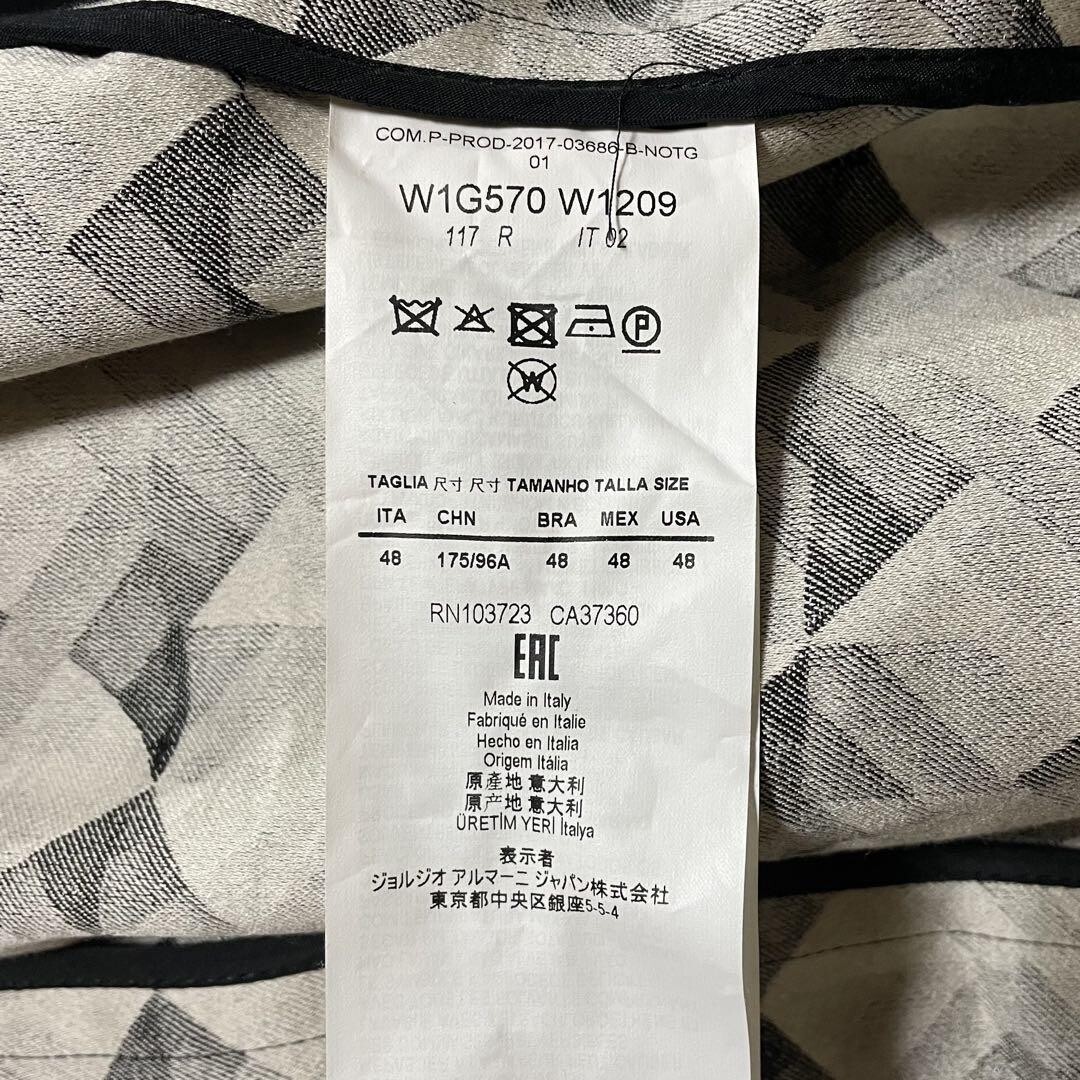 COM.P-PROD-2017-03686-B-NOTG
01
W1G570 W1209
117 R IT 02
P
W
TAGLIA 尺寸 尺寸 TAMANHO TALLA SIZE
ITA CHN BRA MEX USA
48 175/96A 48 48 48
RN103723 CA37360
EAC
Made in Italy
Fabriqué en Italie
Hecho en Italia
Origem Itália
原產地 意大利
原产地 意大利
ÜRETİM YERİ İtalya
表示者
ジョルジオ アルマーニ ジャパン株式会社
東京都中央区銀座5-5-4